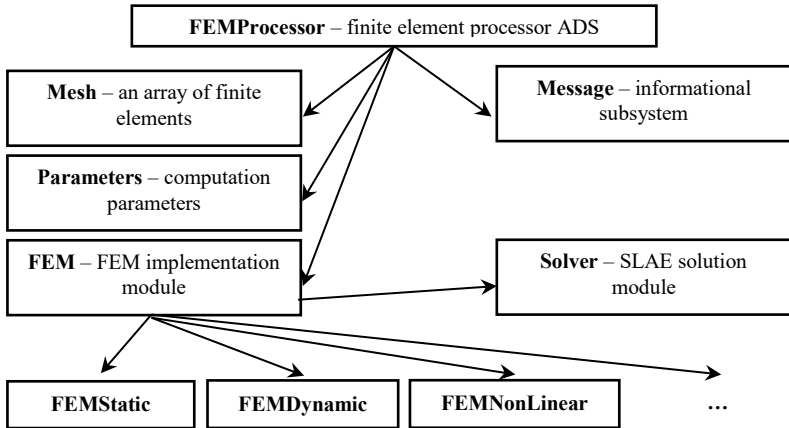 FEMProcessor – finite element processor ADS
Mesh – an array of finite
elements
Message – informational
subsystem
Parameters – computation
parameters
FEM – FEM implementation
module
Solver – SLAE solution
module
FEMStatic
FEMDynamic
FEMNonLinear
...